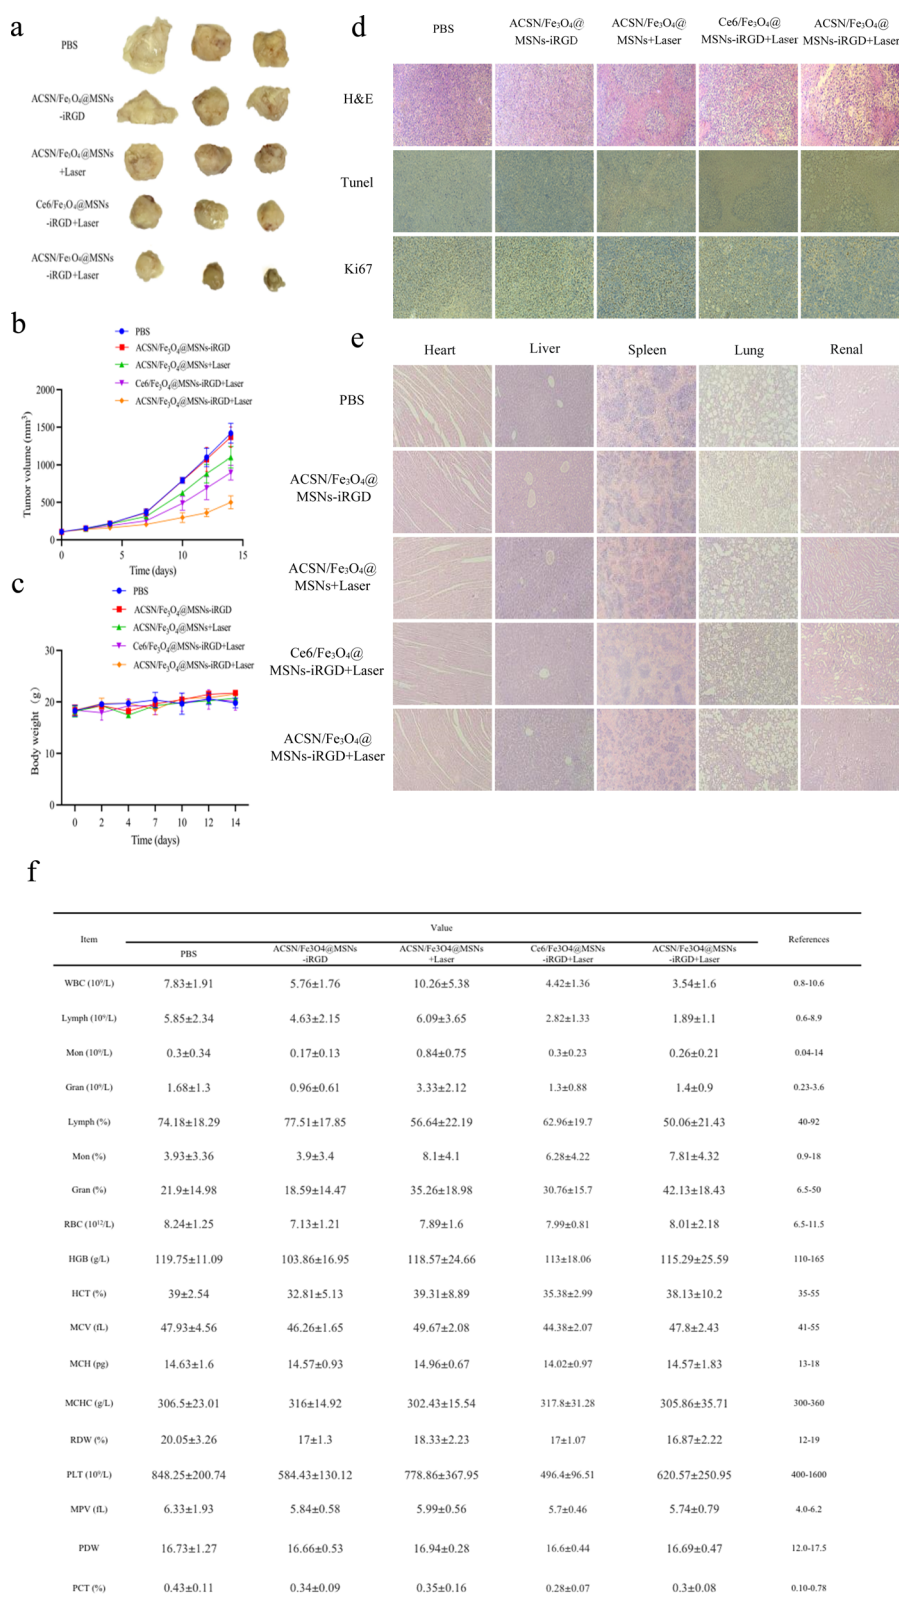 a
PBS
ACSN/Fe₃O₄@MSNs
-iRGD
ACSN/Fe₃O₄@MSNs
+Laser
Ce6/Fe₃O₄@MSNs
-iRGD+Laser
ACSN/Fe₃O₄@MSNs
-iRGD+Laser
b
PBS
ACSN/Fe₃O₄@MSNs-iRGD
ACSN/Fe₃O₄@MSNs+Laser
Ce6/Fe₃O₄@MSNs-iRGD+Laser
ACSN/Fe₃O₄@MSNs-iRGD+Laser
Tumor volume (mm³)
2000
1500
1000
500
0
0 5 10 15
Time (days)
c
PBS
ACSN/Fe₃O₄@MSNs-iRGD
ACSN/Fe₃O₄@MSNs+Laser
Ce6/Fe₃O₄@MSNs-iRGD+Laser
ACSN/Fe₃O₄@MSNs-iRGD+Laser
Body weight（g）
30
20
10
0
0 2 4 7 10 12 14
Time (days)
d
PBS ACSN/Fe₃O₄@ ACSN/Fe₃O₄@ Ce6/Fe₃O₄@ ACSN/Fe₃O₄@
MSNs-iRGD MSNs+Laser MSNs-iRGD+Laser MSNs-iRGD+Laser
H&E
Tunel
Ki67
e
Heart Liver Spleen Lung Renal
PBS
ACSN/Fe₃O₄@
MSNs-iRGD
ACSN/Fe₃O₄@
MSNs+Laser
Ce6/Fe₃O₄@
MSNs-iRGD+Laser
ACSN/Fe₃O₄@
MSNs-iRGD+Laser
f
Item Value References
PBS ACSN/Fe3O4@MSNs ACSN/Fe3O4@MSNs Ce6/Fe3O4@MSNs ACSN/Fe3O4@MSNs
-iRGD +Laser -iRGD+Laser -iRGD+Laser
WBC (10⁹/L) 7.83±1.91 5.76±1.76 10.26±5.38 4.42±1.36 3.54±1.6 0.8-10.6
Lymph (10⁹/L) 5.85±2.34 4.63±2.15 6.09±3.65 2.82±1.33 1.89±1.1 0.6-8.9
Mon (10⁹/L) 0.3±0.34 0.17±0.13 0.84±0.75 0.3±0.23 0.26±0.21 0.04-14
Gran (10⁹/L) 1.68±1.3 0.96±0.61 3.33±2.12 1.3±0.88 1.4±0.9 0.23-3.6
Lymph (%) 74.18±18.29 77.51±17.85 56.64±22.19 62.96±19.7 50.06±21.43 40-92
Mon (%) 3.93±3.36 3.9±3.4 8.1±4.1 6.28±4.22 7.81±4.32 0.9-18
Gran (%) 21.9±14.98 18.59±14.47 35.26±18.98 30.76±15.7 42.13±18.43 6.5-50
RBC (10¹²/L) 8.24±1.25 7.13±1.21 7.89±1.6 7.99±0.81 8.01±2.18 6.5-11.5
HGB (g/L) 119.75±11.09 103.86±16.95 118.57±24.66 113±18.06 115.29±25.59 110-165
HCT (%) 39±2.54 32.81±5.13 39.31±8.89 35.38±2.99 38.13±10.2 35-55
MCV (fL) 47.93±4.56 46.26±1.65 49.67±2.08 44.38±2.07 47.8±2.43 41-55
MCH (pg) 14.63±1.6 14.57±0.93 14.96±0.67 14.02±0.97 14.57±1.83 13-18
MCHC (g/L) 306.5±23.01 316±14.92 302.43±15.54 317.8±31.28 305.86±35.71 300-360
RDW (%) 20.05±3.26 17±1.3 18.33±2.23 17±1.07 16.87±2.22 12-19
PLT (10⁹/L) 848.25±200.74 584.43±130.12 778.86±367.95 496.4±96.51 620.57±250.95 400-1600
MPV (fL) 6.33±1.93 5.84±0.58 5.99±0.56 5.7±0.46 5.74±0.79 4.0-6.2
PDW 16.73±1.27 16.66±0.53 16.94±0.28 16.6±0.44 16.69±0.47 12.0-17.5
PCT (%) 0.43±0.11 0.34±0.09 0.35±0.16 0.28±0.07 0.3±0.08 0.10-0.78